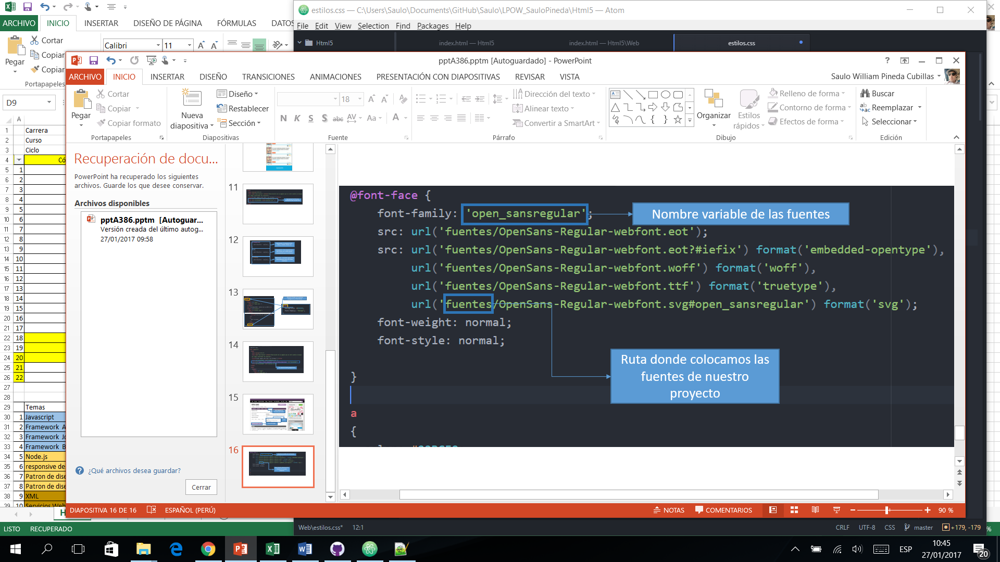 estilos.css — C:\Users\Saulo\Documents\GitHub\Saulo\LPOW_SauloPineda\Html5 — Atom
ARCHIVO INICIO INSERTAR DISEÑO DE PÁGINA FÓRMULAS DATOS
File Edit View Selection Find Packages Help
Cortar
Copiar
Copiar
Pegar
Portapapeles
Calibri 11
Html5
index.html — Html5
index.html — Html5\Web
estilos.css
pptA386.pptm [Autoguardado] - PowerPoint
ARCHIVO INICIO INSERTAR DISEÑO TRANSICIONES ANIMACIONES PRESENTACIÓN CON DIAPOSITIVAS REVISAR VISTA
Saulo William Pineda Cubillas
Pegar
Cortar
Copiar
Copiar formato
Portapapeles
Nueva diapositiva
Diseño
Restablecer
Sección
Diapositivas
18
N K S S abc AV Aa A
Fuente
Dirección del texto
Alinear texto
Convertir a SmartArt
Párrafo
Organizar
Estilos rápidos
Relleno de forma
Contorno de forma
Efectos de forma
Dibujo
Buscar
Reemplazar
Seleccionar
Edición
D9
A
1 Carrera
2 Curso
3 Ciclo
4 Có
5 1
6 2
7 3
8 4
9 5
10 6
11 7
12 8
13 9
14 10
15 11
16 12
17 13
18 14
19 15
20 16
21 17
22 18
23 19
24 20
25 21
26 22
27
28
29 Temas
30 1 Javascript
31 2 Framework A
32 3 Framework Jo
33 4 Framework B
34 5 Node.js
35 6 responsive de
36 7 Patron de dise
37 8 Patron de dise
38 9 XML
39 10 Servicios Web
Recuperación de docu...
PowerPoint ha recuperado los siguientes
archivos. Guarde los que desee conservar.
Archivos disponibles
pptA386.pptm [Autoguar...
Versión creada del último autog...
27/01/2017 09:58
¿Qué archivos desea guardar?
Cerrar
11
12
13
14
15
16
@font-face {
font-family: 'open_sansregular';
Nombre variable de las fuentes
src: url('fuentes/OpenSans-Regular-webfont.eot');
src: url('fuentes/OpenSans-Regular-webfont.eot?#iefix') format('embedded-opentype'),
url('fuentes/OpenSans-Regular-webfont.woff') format('woff'),
url('fuentes/OpenSans-Regular-webfont.ttf') format('truetype'),
url('fuentes/OpenSans-Regular-webfont.svg#open_sansregular') format('svg');
font-weight: normal;
font-style: normal;
Ruta donde colocamos las
fuentes de nuestro
proyecto
}
a
{
DIAPOSITIVA 16 DE 16 ESPAÑOL (PERÚ)
NOTAS COMENTARIOS 90 %
H
LISTO RECUPERADO
Web\estilos.css* 12:1
CRLF UTF-8 CSS master +179, -179
%
ESP
10:45
27/01/2017
20